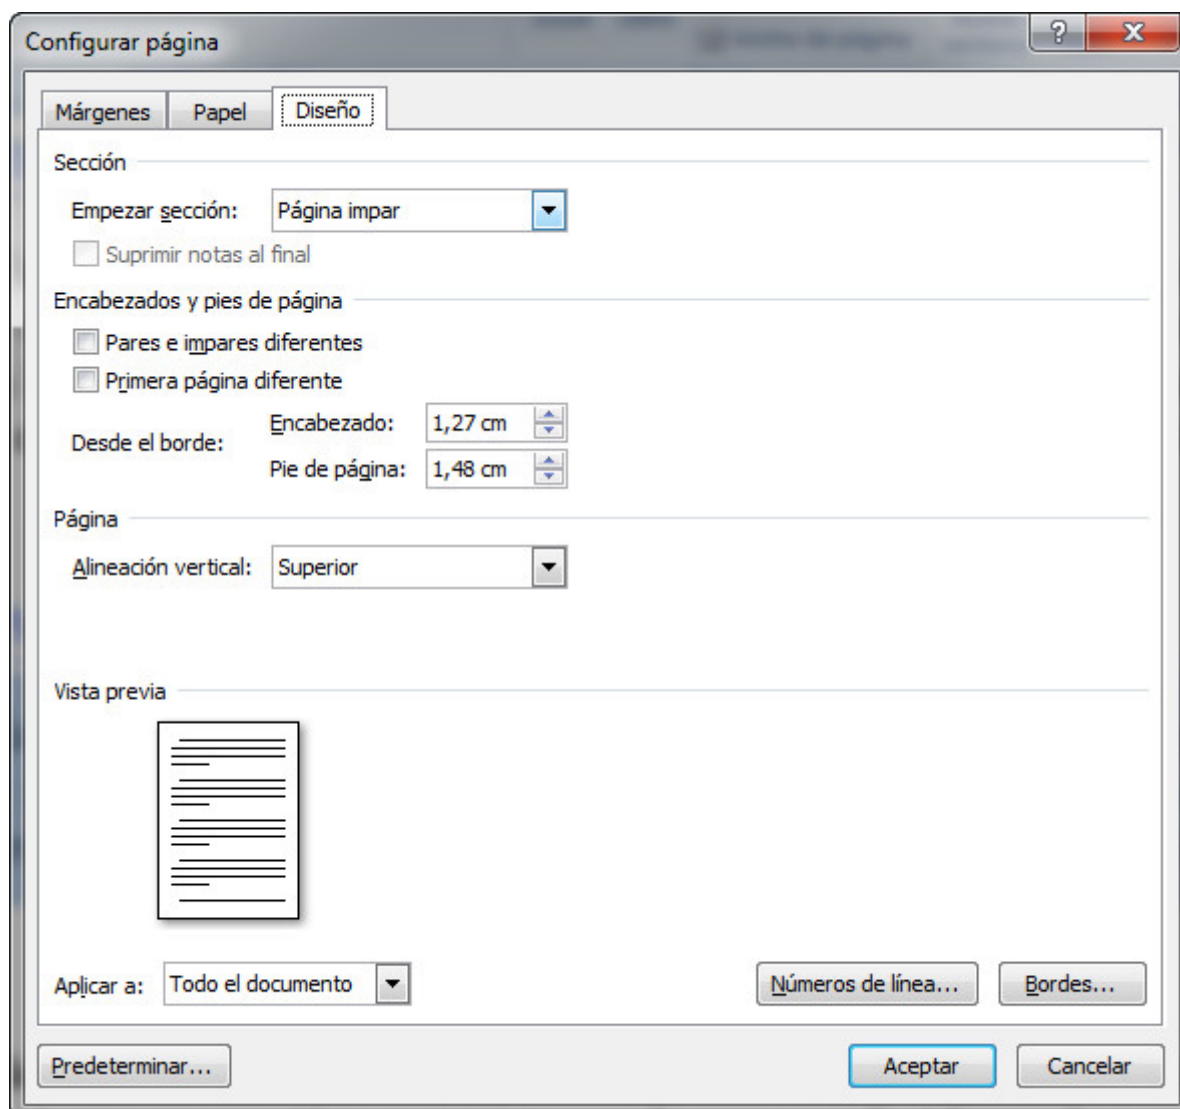 Configurar página
? X
Márgenes Papel Diseño
Sección
Empezar sección: Página impar
Suprimir notas al final
Encabezados y pies de página
Pares e impares diferentes
Primera página diferente
Desde el borde:
Encabezado: 1,27 cm
Pie de página: 1,48 cm
Página
Alineación vertical: Superior
Vista previa
Aplicar a: Todo el documento Números de línea... Bordes...
Predeterminar... Aceptar Cancelar